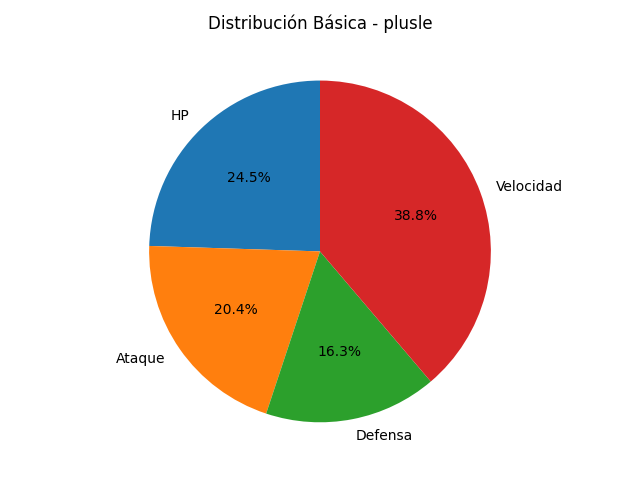 Distribución Básica - plusle
HP
24.5%
Velocidad
38.8%
20.4%
Ataque
16.3%
Defensa